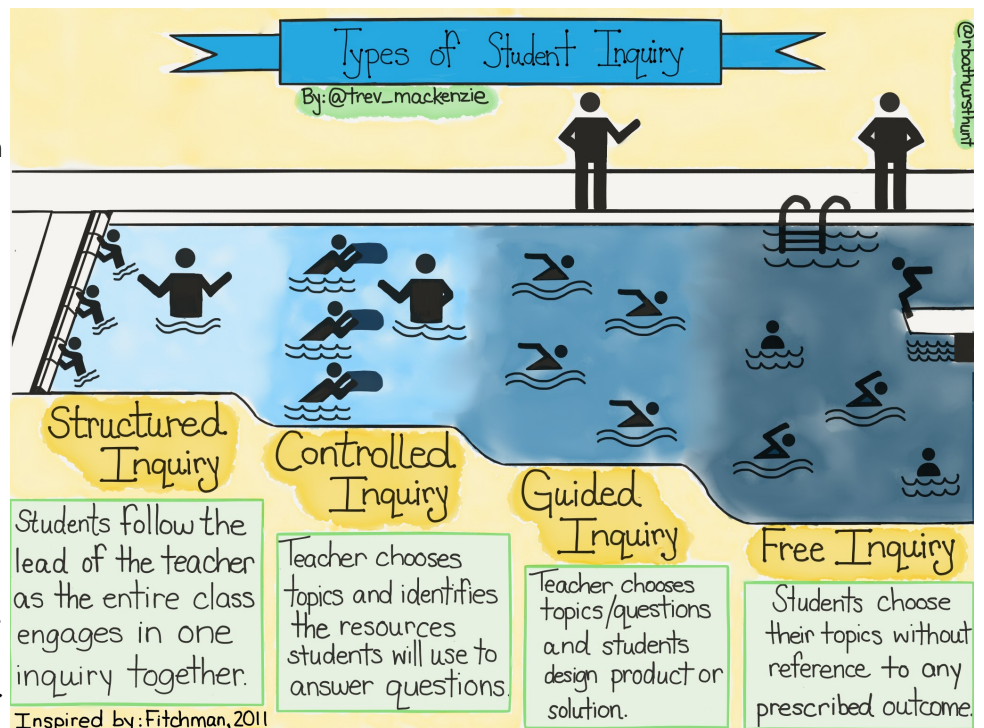 Types of Student Inquiry
By: @trev_mackenzie
@rbathursthunt
Structured
Inquiry
Students follow the
lead of the teacher
as the entire class
engages in one
inquiry together.
Controlled
Inquiry
Teacher chooses
topics and identifies
the resources
students will use to
answer questions.
Guided
Inquiry
Teacher chooses
topics/questions
and students
design product or
solution.
Free Inquiry
Students choose
their topics without
reference to any
prescribed outcome.
Inspired by: Fitchman, 2011